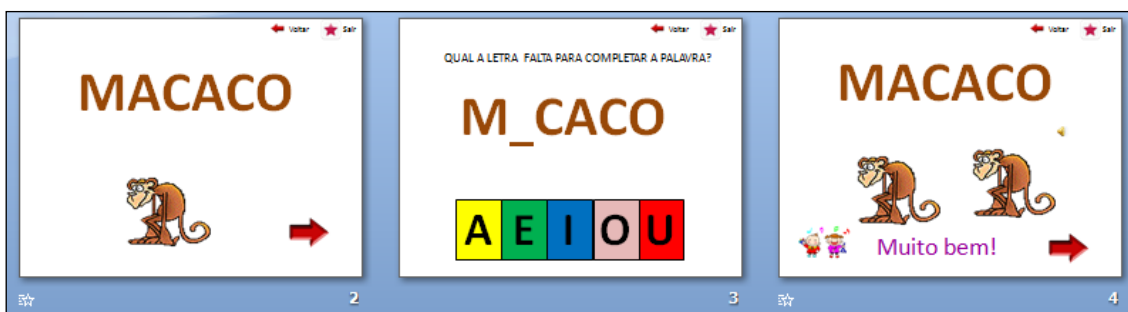 Voltar Sair
MACACO
2
Voltar Sair
QUAL A LETRA FALTA PARA COMPLETAR A PALAVRA?
M_CACO
A E I O U
3
Voltar Sair
MACACO
Muito bem!
4